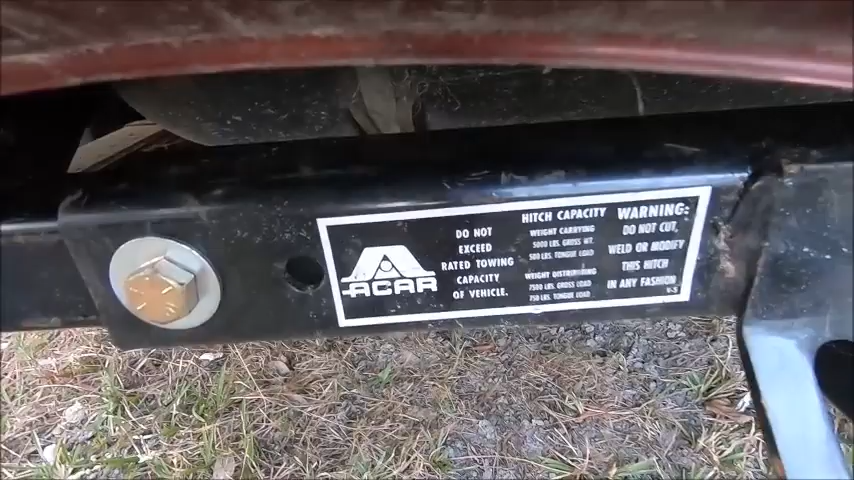 ACAR
DO NOT
EXCEED
RATED TOWING
CAPACITY
OF VEHICLE.
HITCH CAPACITY
WEIGHT CARRYING
5000 LBS. GROSS WT.
500 LBS. TONGUE LOAD
WEIGHT DISTRIBUTING
7500 LBS. GROSS LOAD
750 LBS. TONGUE LOAD
WARNING:
DO NOT CUT,
WELD OR MODIFY
THIS HITCH
IN ANY FASHION
V-5